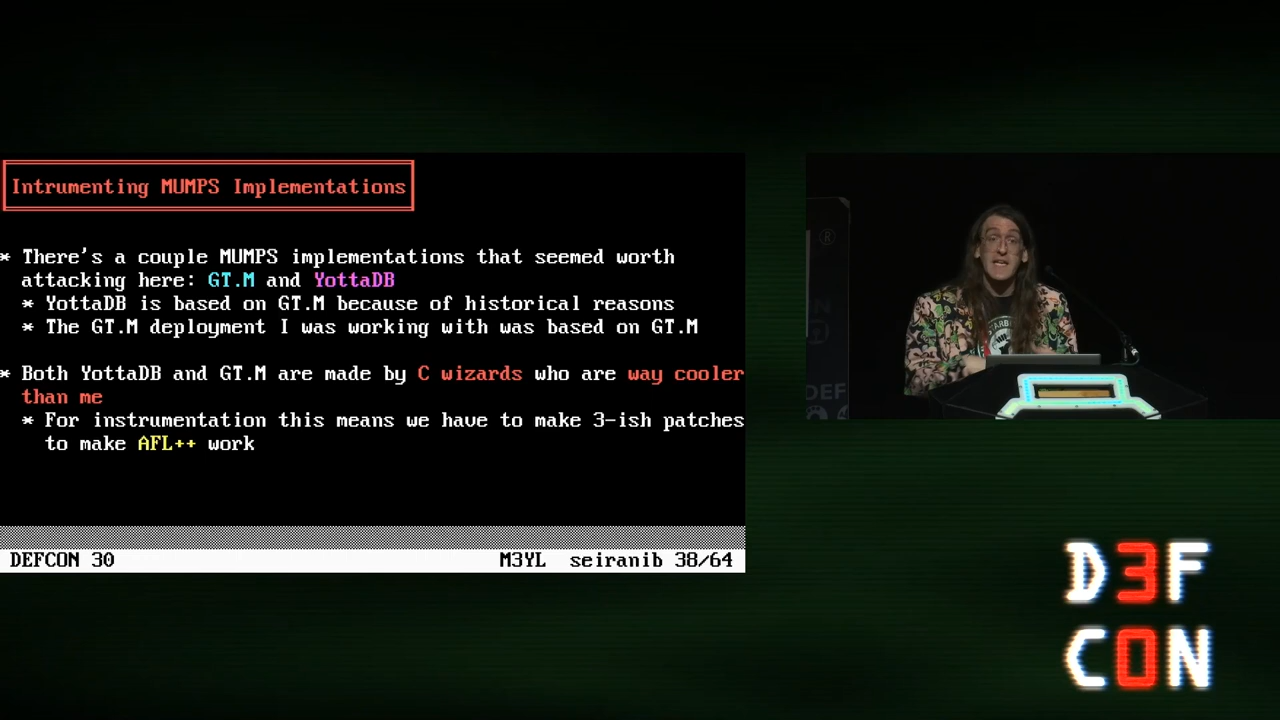 Intrumenting MUMPS Implementations
* There's a couple MUMPS implementations that seemed worth
attacking here: GT.M and YottaDB
* YottaDB is based on GT.M because of historical reasons
* The GT.M deployment I was working with was based on GT.M
* Both YottaDB and GT.M are made by C wizards who are way cooler
than me
* For instrumentation this means we have to make 3-ish patches
to make AFL++ work
DEFCON 30 M3YL seiranib 38/64
DEF
D3F
C0N